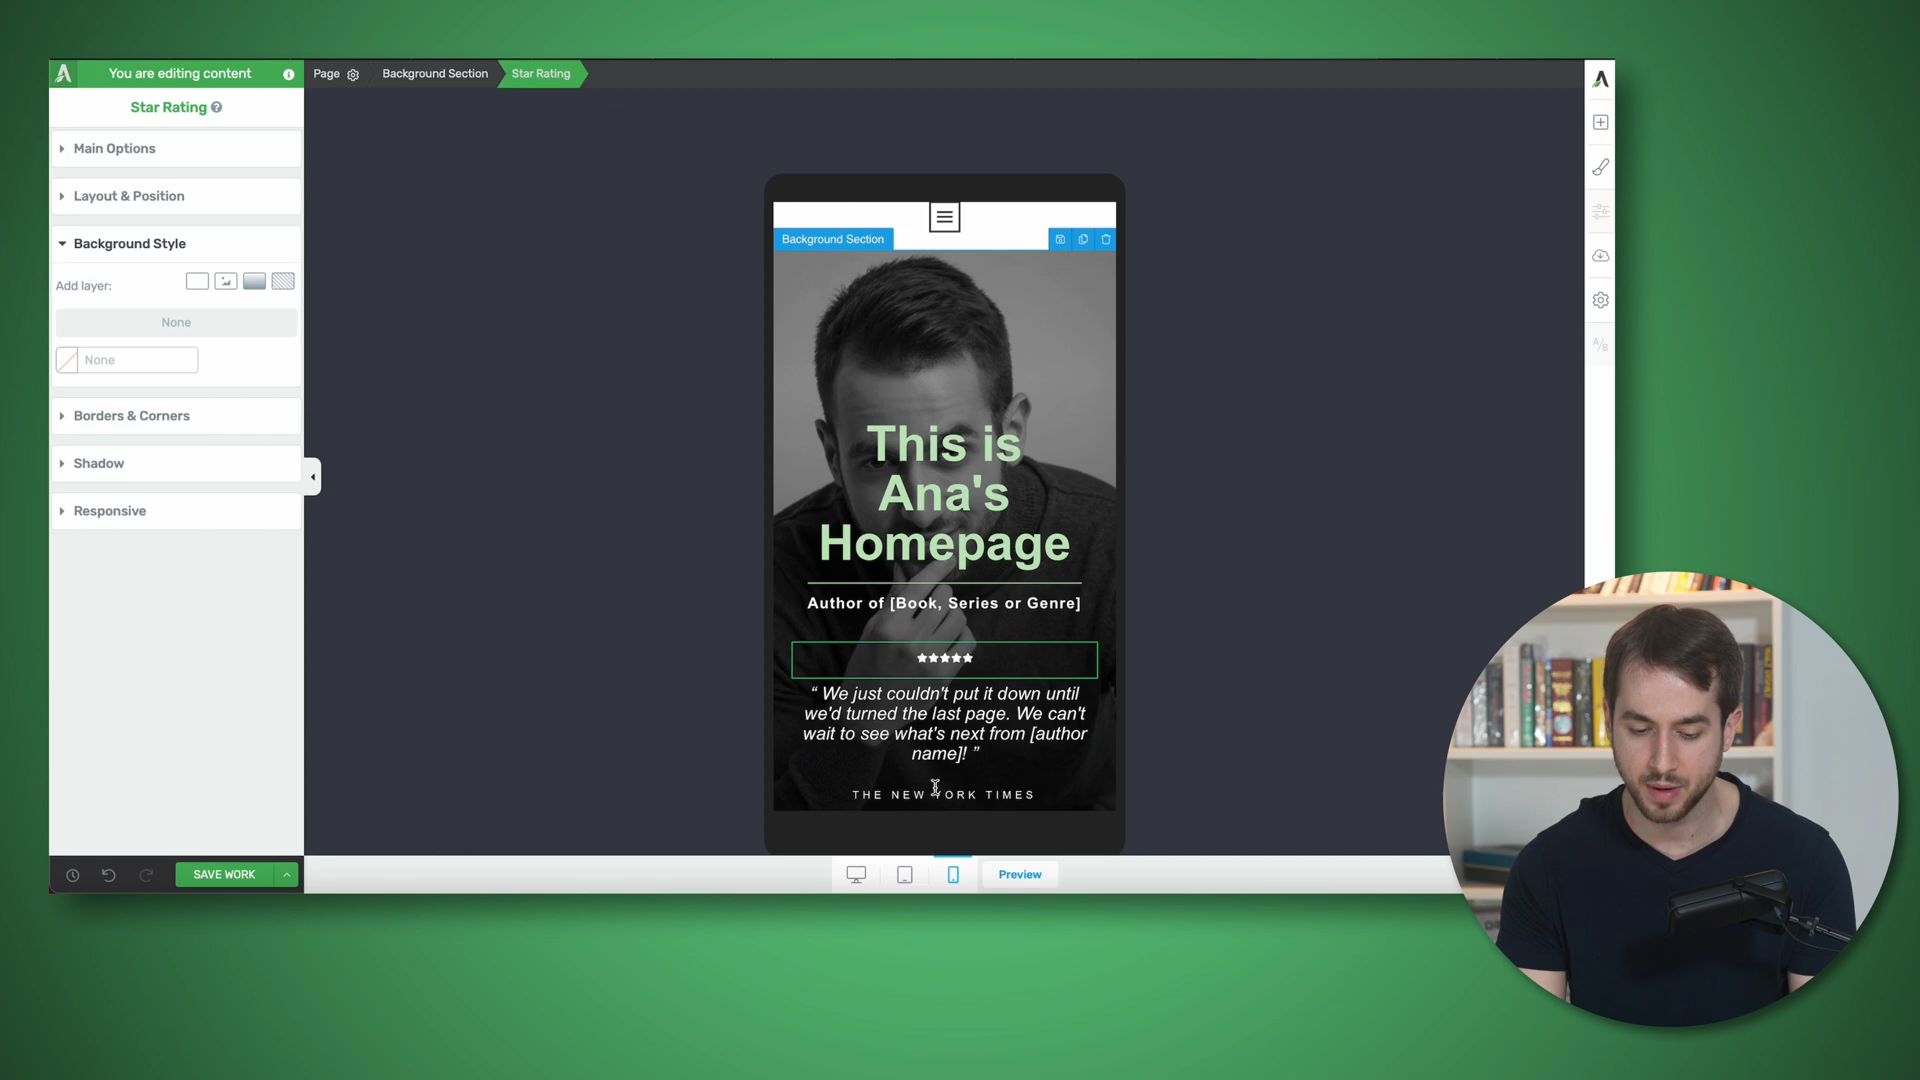 You are editing content
Page
Background Section
Star Rating
Star Rating
Main Options
Layout & Position
Background Style
Add layer:
None
None
Borders & Corners
Shadow
Responsive
SAVE WORK
Background Section
This is
Ana's
Homepage
Author of [Book, Series or Genre]
“ We just couldn't put it down until
we'd turned the last page. We can't
wait to see what's next from [author
name]! ”
THE NEW YORK TIMES
Preview
A/B